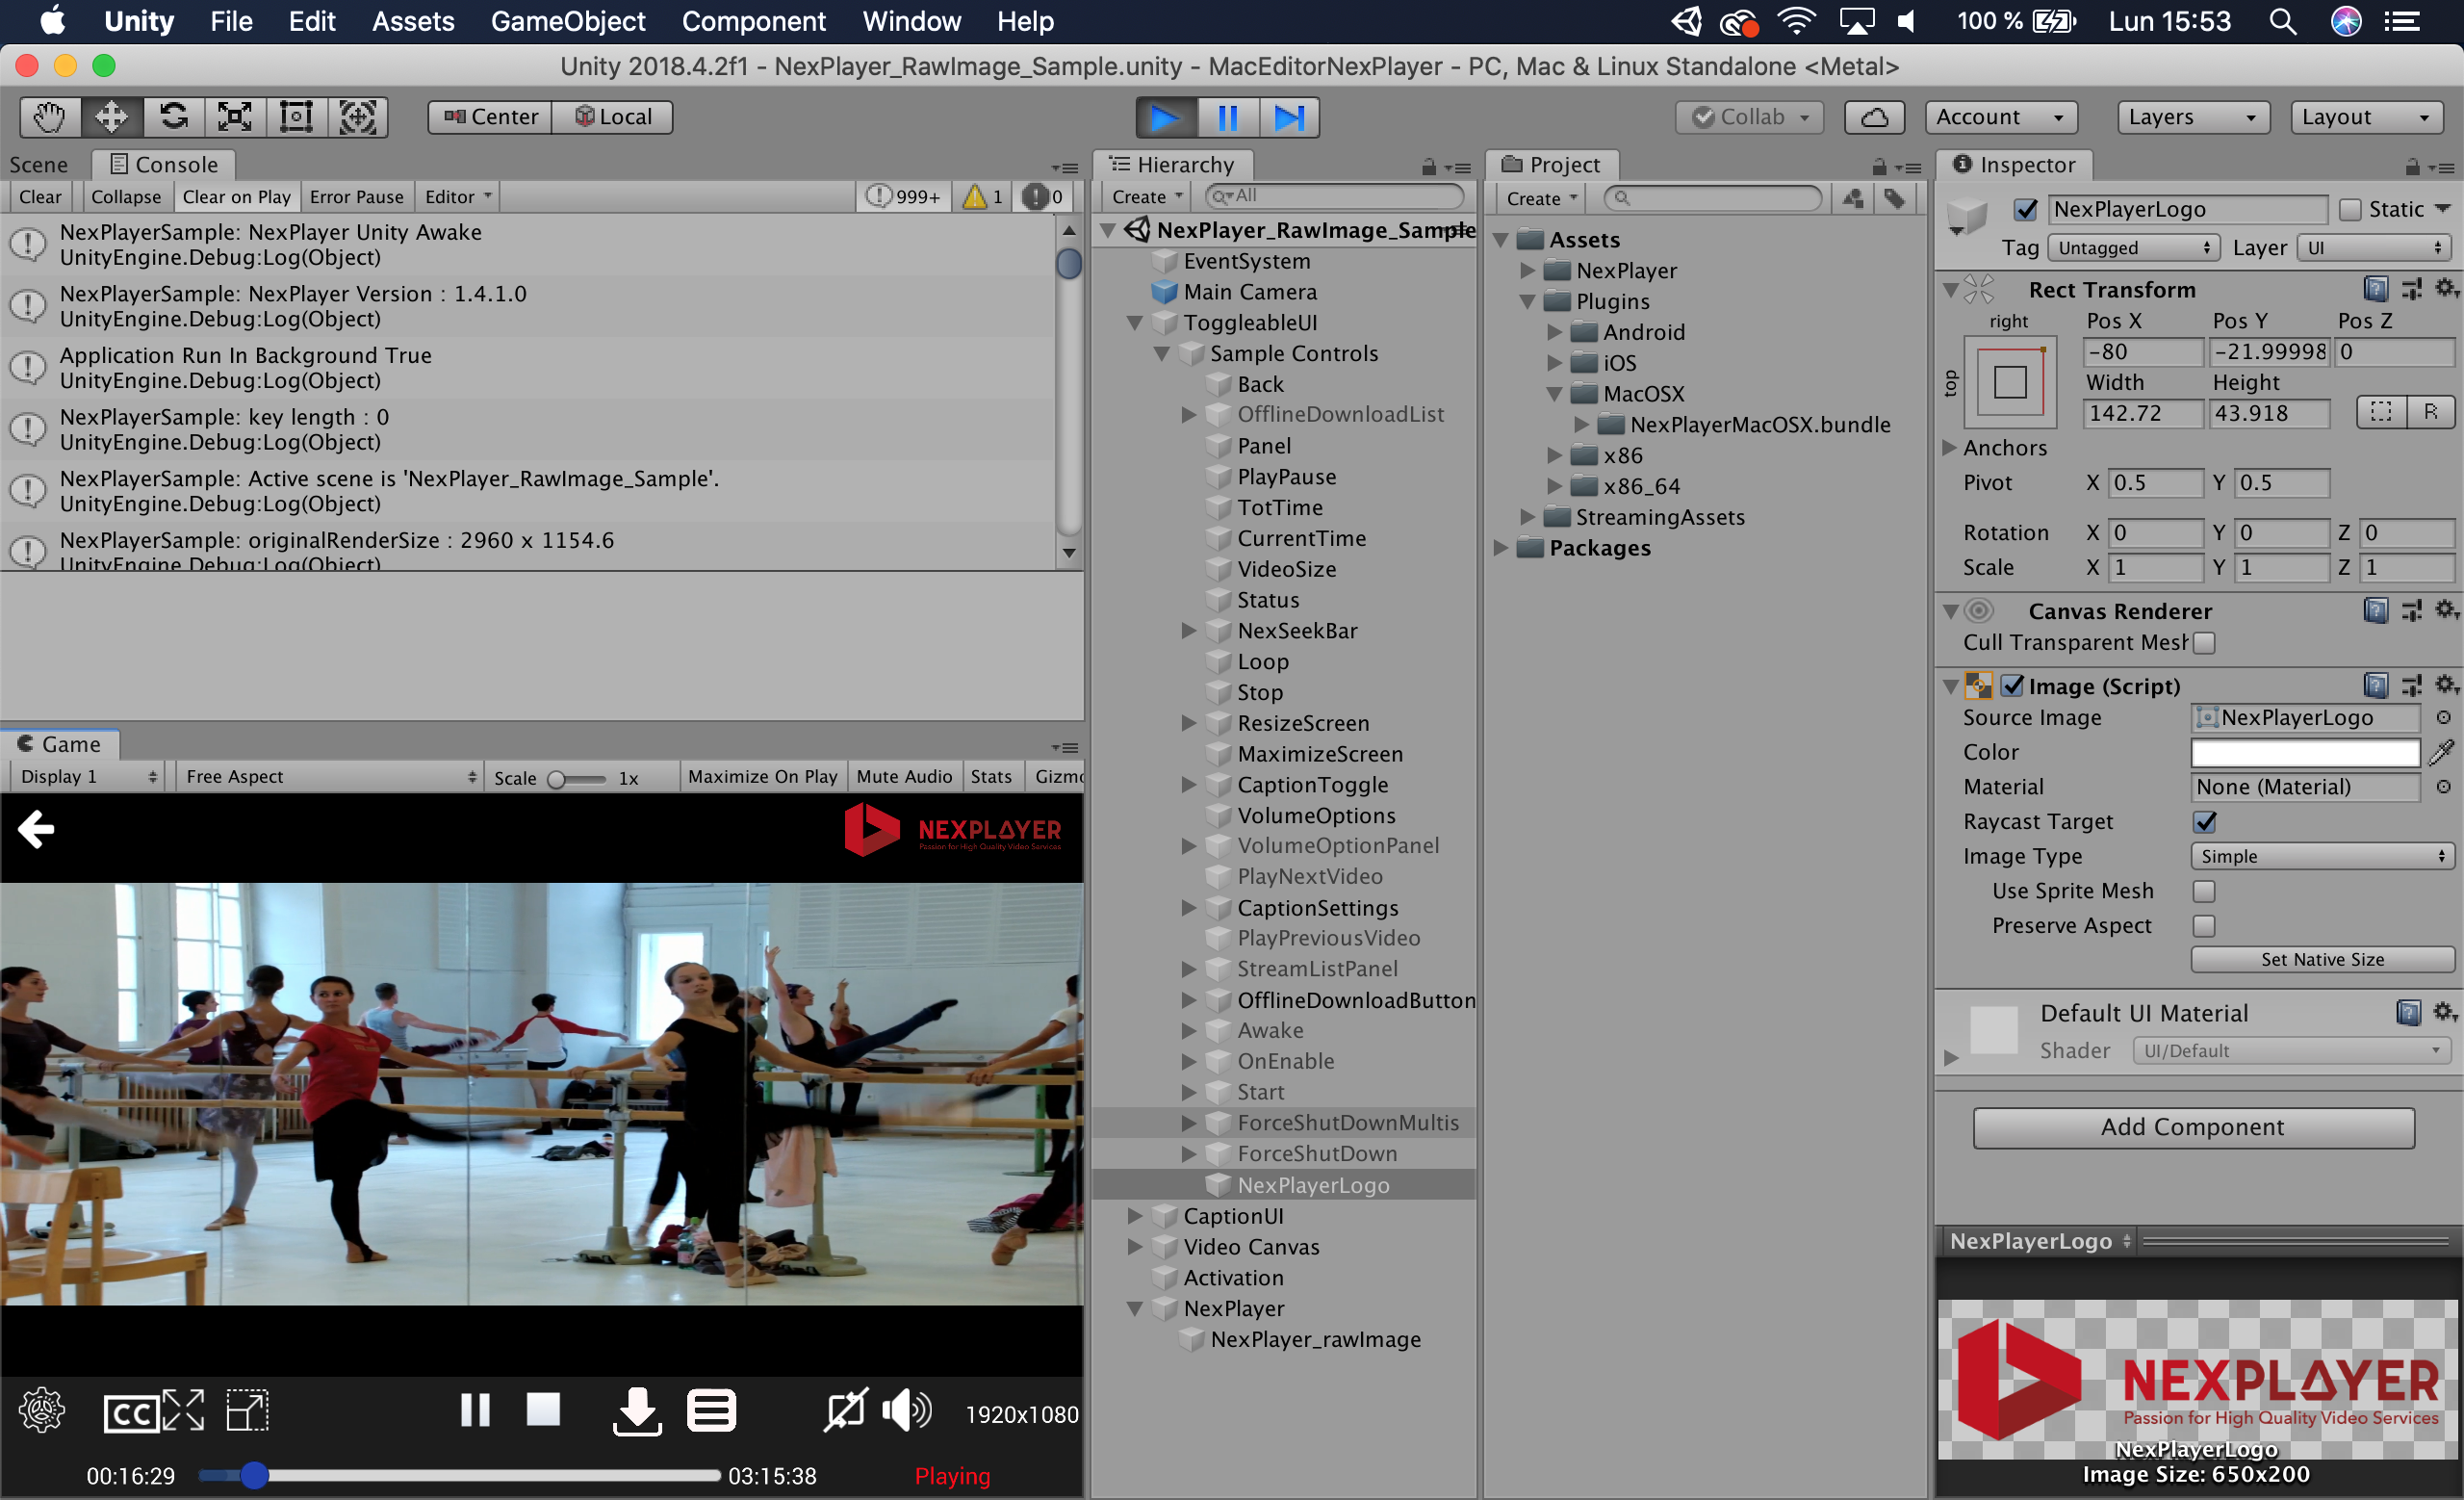 Unity File Edit Assets GameObject Component Window Help 100 % Lun 15:53
Unity 2018.4.2f1 - NexPlayer_RawImage_Sample.unity - MacEditorNexPlayer - PC, Mac & Linux Standalone <Metal>
Center Local Collab Account Layers Layout
Scene Console
Clear Collapse Clear on Play Error Pause Editor 999+ 1 0
NexPlayerSample: NexPlayer Unity Awake
UnityEngine.Debug:Log(Object)
NexPlayerSample: NexPlayer Version : 1.4.1.0
UnityEngine.Debug:Log(Object)
Application Run In Background True
UnityEngine.Debug:Log(Object)
NexPlayerSample: key length : 0
UnityEngine.Debug:Log(Object)
NexPlayerSample: Active scene is 'NexPlayer_RawImage_Sample'.
UnityEngine.Debug:Log(Object)
NexPlayerSample: originalRenderSize : 2960 x 1154.6
UnityEngine.Debug:Log(Object)
Game
Display 1 Free Aspect Scale 1x Maximize On Play Mute Audio Stats Gizmo
NEXPLAYER
Passion for High Quality Video Services
CC 1920x1080
00:16:29 03:15:38 Playing
Hierarchy
Create All
NexPlayer_RawImage_Sample
EventSystem
Main Camera
ToggleableUI
Sample Controls
Back
OfflineDownloadList
Panel
PlayPause
TotTime
CurrentTime
VideoSize
Status
NexSeekBar
Loop
Stop
ResizeScreen
MaximizeScreen
CaptionToggle
VolumeOptions
VolumeOptionPanel
PlayNextVideo
CaptionSettings
PlayPreviousVideo
StreamListPanel
OfflineDownloadButton
Awake
OnEnable
Start
ForceShutDownMultis
ForceShutDown
NexPlayerLogo
CaptionUI
Video Canvas
Activation
NexPlayer
NexPlayer_rawImage
Project
Create
Assets
NexPlayer
Plugins
Android
iOS
MacOSX
NexPlayerMacOSX.bundle
x86
x86_64
StreamingAssets
Packages
Inspector
NexPlayerLogo Static
Tag Untagged Layer UI
Rect Transform
right Pos X Pos Y Pos Z
-80 -21.99998 0
top Width Height
142.72 43.918 R
Anchors
Pivot X 0.5 Y 0.5
Rotation X 0 Y 0 Z 0
Scale X 1 Y 1 Z 1
Canvas Renderer
Cull Transparent Mesh
Image (Script)
Source Image NexPlayerLogo
Color
Material None (Material)
Raycast Target
Image Type Simple
Use Sprite Mesh
Preserve Aspect
Set Native Size
Default UI Material
Shader UI/Default
Add Component
NexPlayerLogo
NEXPLAYER
Passion for High Quality Video Services
NexPlayerLogo
Image Size: 650x200